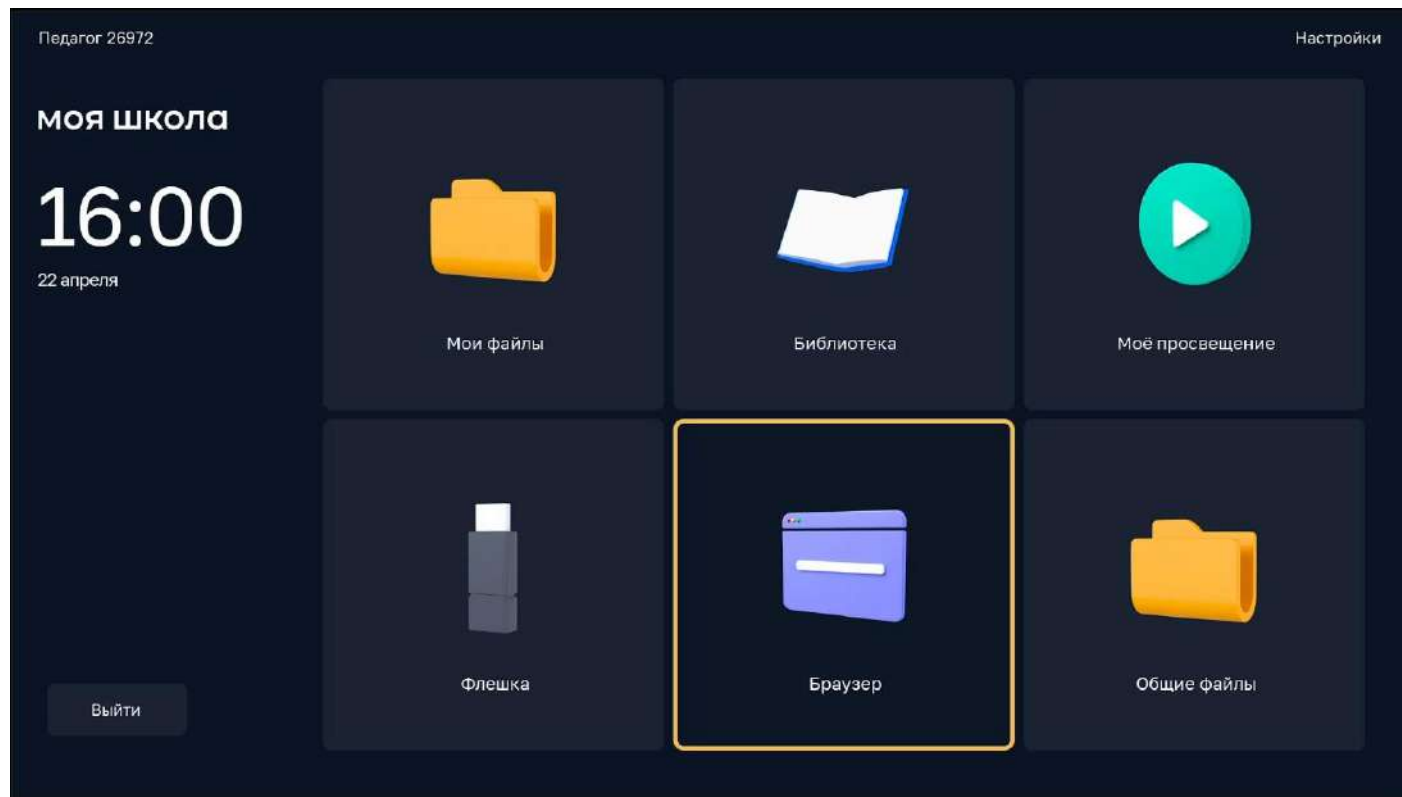 Педагог 26972
Настройки
моя школа
16:00
22 апреля
Мои файлы
Библиотека
Моё просвещение
Флешка
Браузер
Общие файлы
Выйти